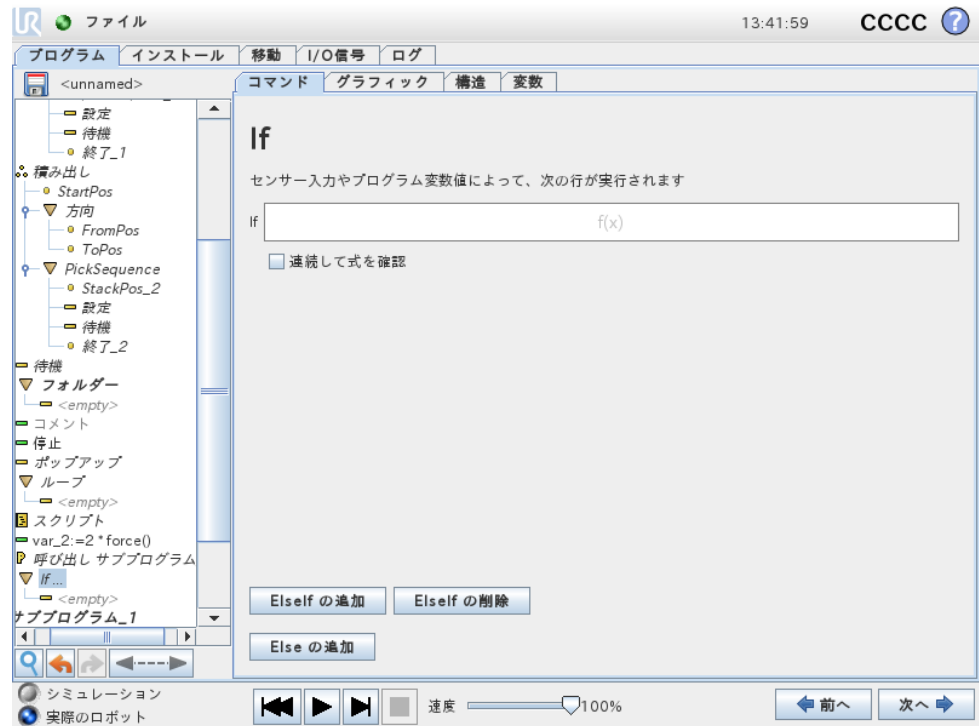 UR ファイル 13:41:59 CCCC ?
プログラム インストール 移動 I/O信号 ログ
<unnamed>
コマンド グラフィック 構造 変数
設定
待機
終了_1
積み出し
StartPos
方向
FromPos
ToPos
PickSequence
StackPos_2
設定
待機
終了_2
待機
フォルダー
<empty>
コメント
停止
ポップアップ
ループ
<empty>
スクリプト
var_2:=2 * force()
呼び出し サブプログラム
If ...
<empty>
サブプログラム_1
If
センサー入力やプログラム変数値によって、次の行が実行されます
If f(x)
連続して式を確認
ElseIf の追加 ElseIf の削除
Else の追加
シミュレーション
実際のロボット
速度 100%
前へ 次へ